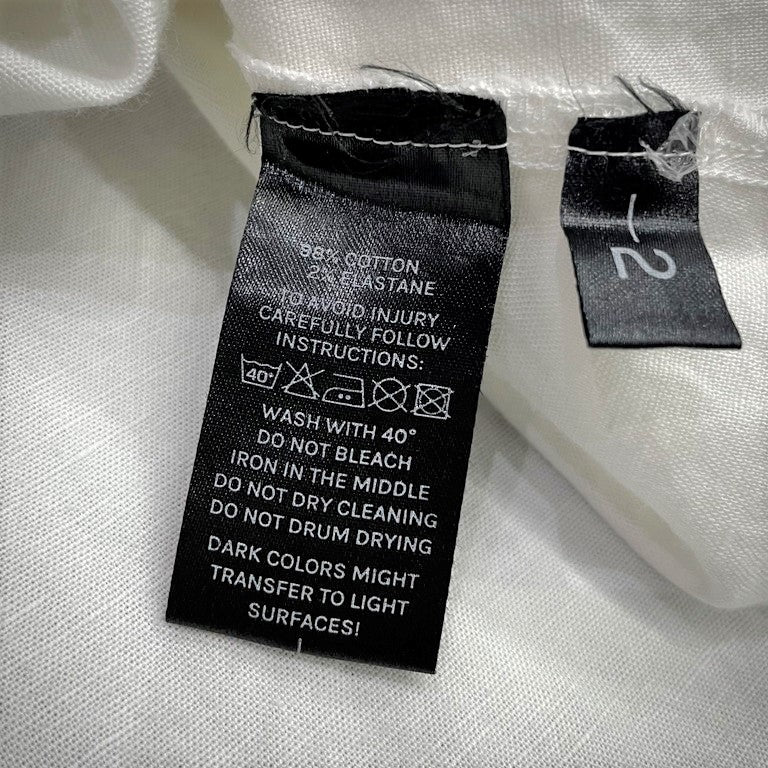 98% COTTON
2% ELASTANE
TO AVOID INJURY
CAREFULLY FOLLOW
INSTRUCTIONS:
40°
WASH WITH 40°
DO NOT BLEACH
IRON IN THE MIDDLE
DO NOT DRY CLEANING
DO NOT DRUM DRYING
DARK COLORS MIGHT
TRANSFER TO LIGHT
SURFACES!
2